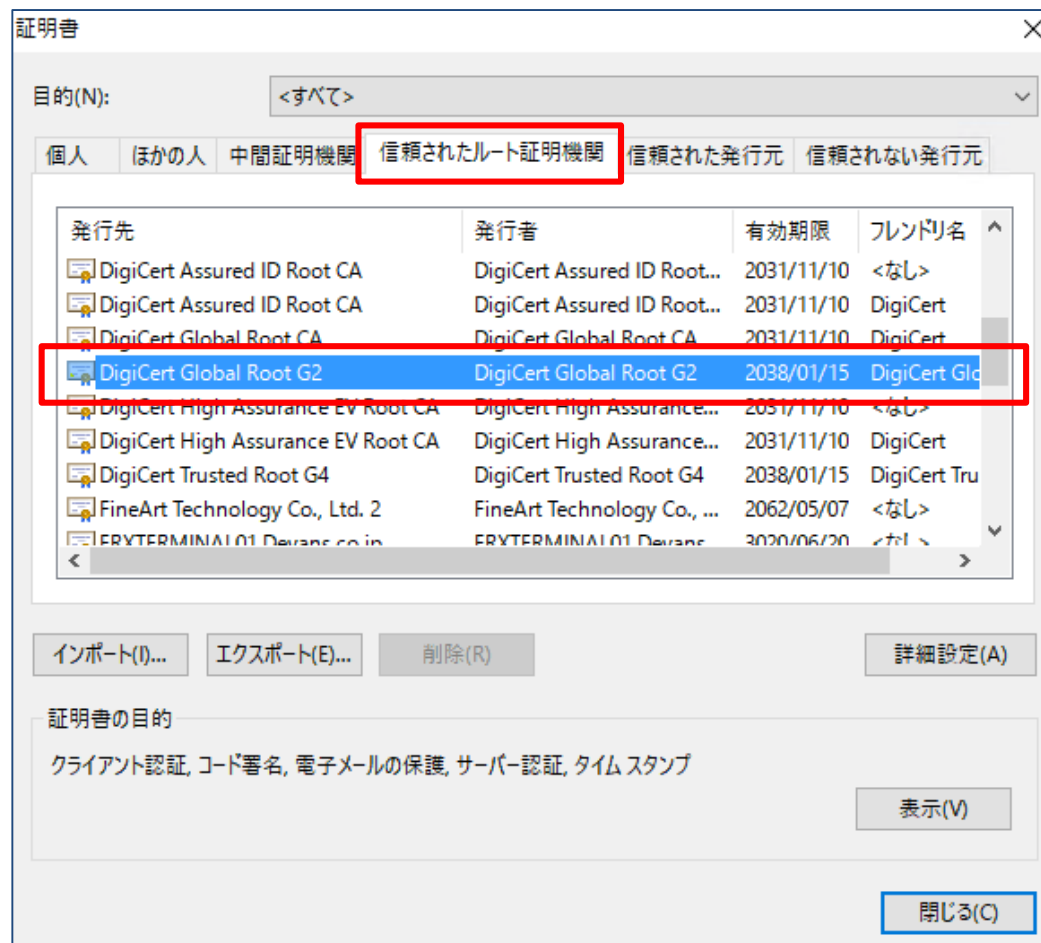 証明書
目的(N): <すべて>
個人 ほかの人 中間証明機関 信頼されたルート証明機関 信頼された発行元 信頼されない発行元
発行先 発行者 有効期限 フレンドリ名
DigiCert Assured ID Root CA DigiCert Assured ID Root... 2031/11/10 <なし>
DigiCert Assured ID Root CA DigiCert Assured ID Root... 2031/11/10 DigiCert
DigiCert Global Root CA DigiCert Global Root CA 2031/11/10 DigiCert
DigiCert Global Root G2 DigiCert Global Root G2 2038/01/15 DigiCert Glo
DigiCert High Assurance EV Root CA DigiCert High Assurance... 2031/11/10 <なし>
DigiCert High Assurance EV Root CA DigiCert High Assurance... 2031/11/10 DigiCert
DigiCert Trusted Root G4 DigiCert Trusted Root G4 2038/01/15 DigiCert Tru
FineArt Technology Co., Ltd. 2 FineArt Technology Co., ... 2062/05/07 <なし>
3020/06/20 <なし>
インポート(I)... エクスポート(E)... 削除(R) 詳細設定(A)
証明書の目的
クライアント認証, コード署名, 電子メールの保護, サーバー認証, タイム スタンプ
表示(V)
閉じる(C)